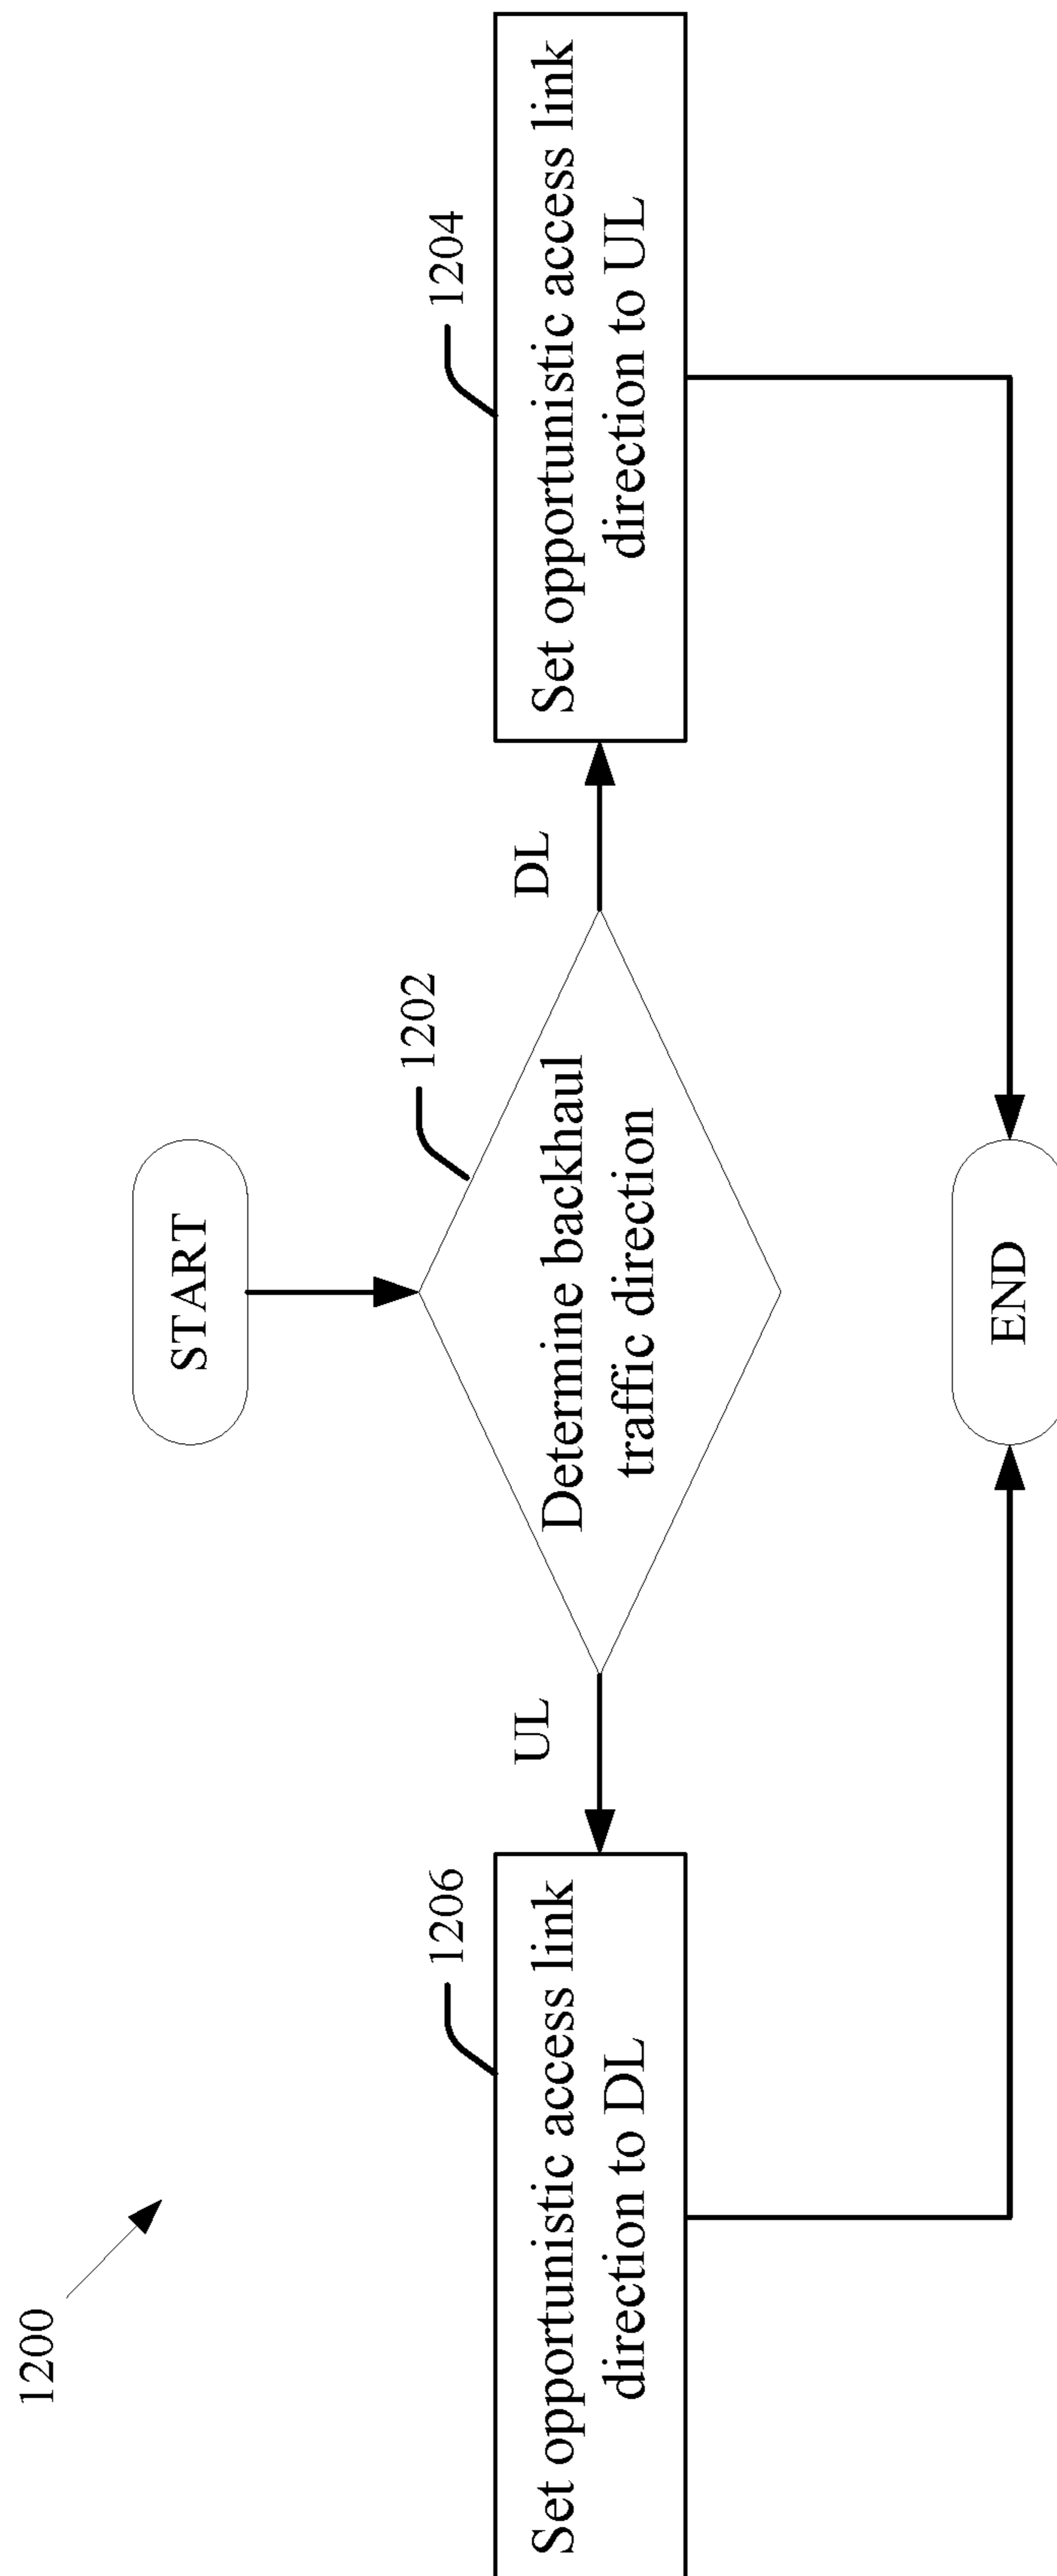 1200
START
1202
Determine backhaul
traffic direction
UL
DL
1206
Set opportunistic access link
direction to DL
1204
Set opportunistic access link
direction to UL
END